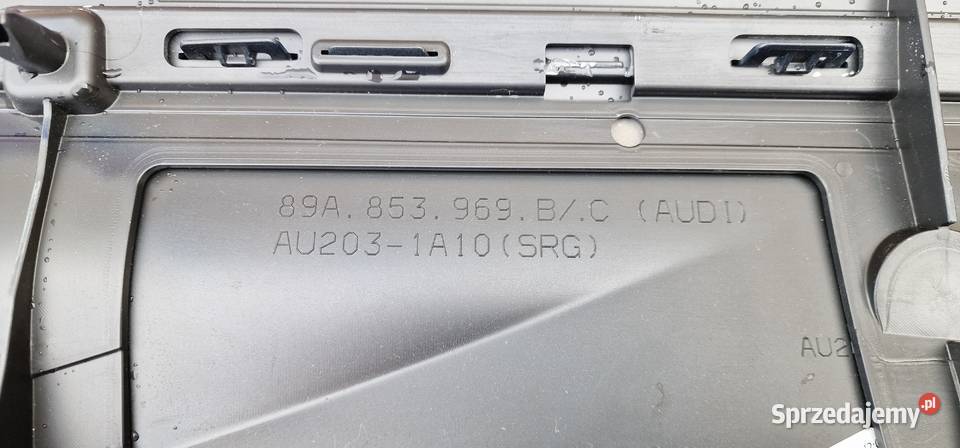 89A.853.969.B/.C (AUDI)
AU203-1A10(SRG)
AU2
Sprzedajemy.pl